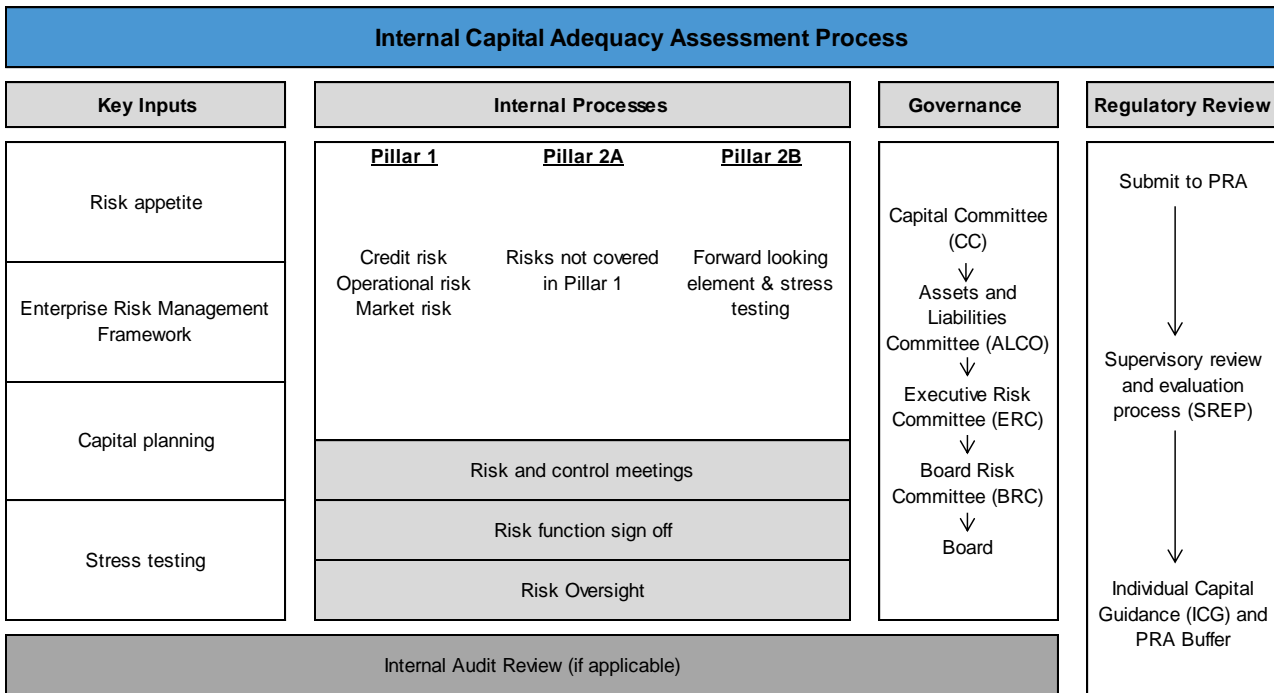 Internal Capital Adequacy Assessment Process
Key Inputs
Internal Processes
Governance
Regulatory Review
Risk appetite
Enterprise Risk Management
Framework
Capital planning
Stress testing
Pillar 1
Credit risk
Operational risk
Market risk
Pillar 2A
Risks not covered
in Pillar 1
Pillar 2B
Forward looking
element & stress
testing
Risk and control meetings
Risk function sign off
Risk Oversight
Capital Committee
(CC)
Assets and
Liabilities
Committee (ALCO)
Executive Risk
Committee (ERC)
Board Risk
Committee (BRC)
Board
Submit to PRA
Supervisory review
and evaluation
process (SREP)
Individual Capital
Guidance (ICG) and
PRA Buffer
Internal Audit Review (if applicable)